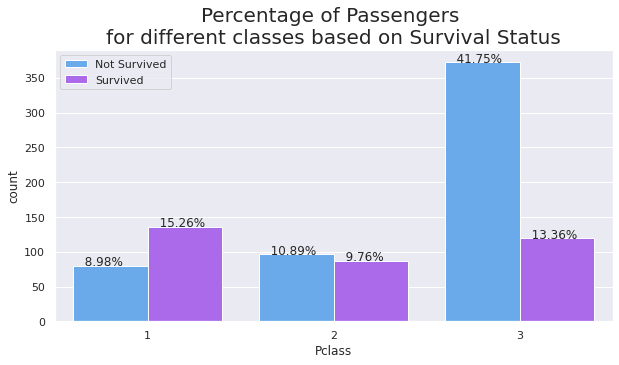 Percentage of Passengers
for different classes based on Survival Status
Not Survived
Survived
count
350
300
250
200
150
100
50
0
8.98%
15.26%
10.89%
9.76%
41.75%
13.36%
1
2
3
Pclass